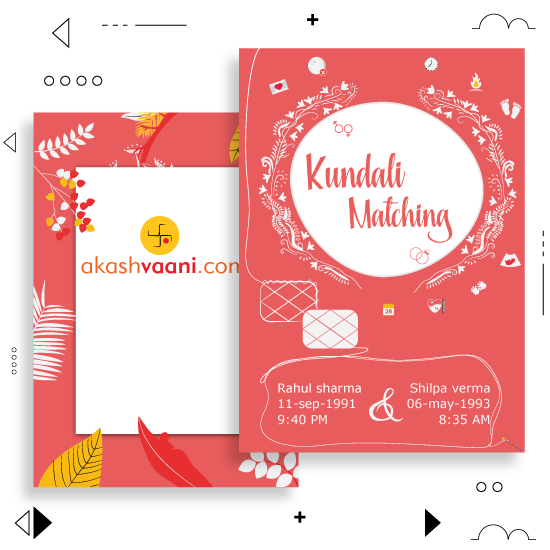 Kundali
Matching
akashvaani.com
28
Rahul sharma
11-sep-1991
9:40 PM
&
Shilpa verma
06-may-1993
8:35 AM